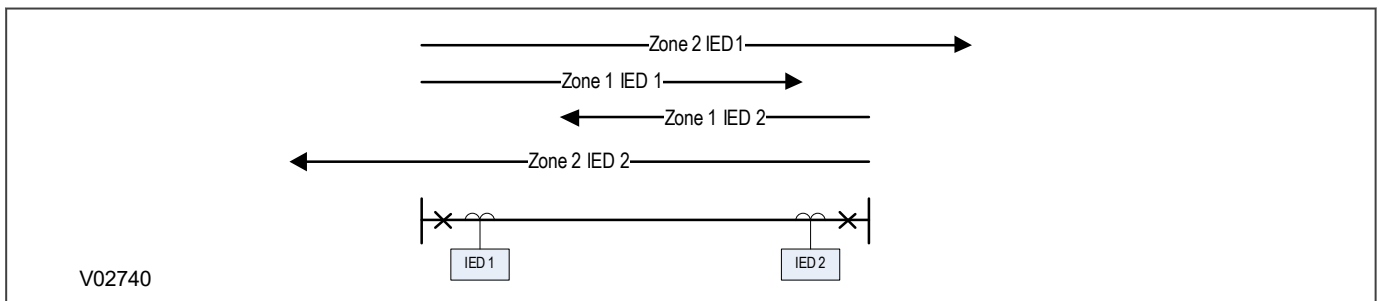 Zone 2 IED1
Zone 1 IED 1
Zone 1 IED 2
Zone 2 IED 2
IED 1
IED 2
V02740